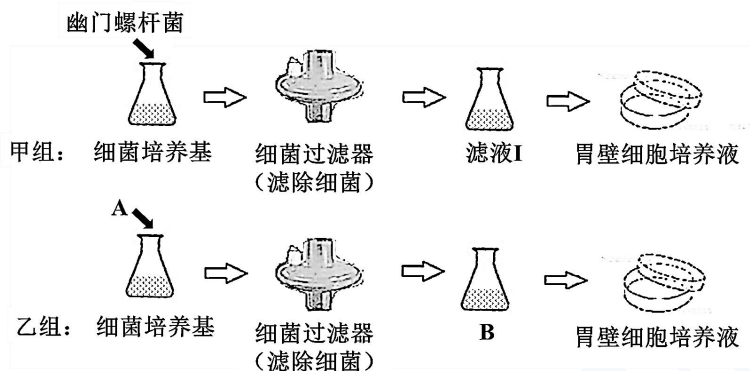 幽门螺杆菌
甲组： 细菌培养基 细菌过滤器 滤液I 胃壁细胞培养液
（滤除细菌）
A
乙组： 细菌培养基 细菌过滤器 B 胃壁细胞培养液
（滤除细菌）